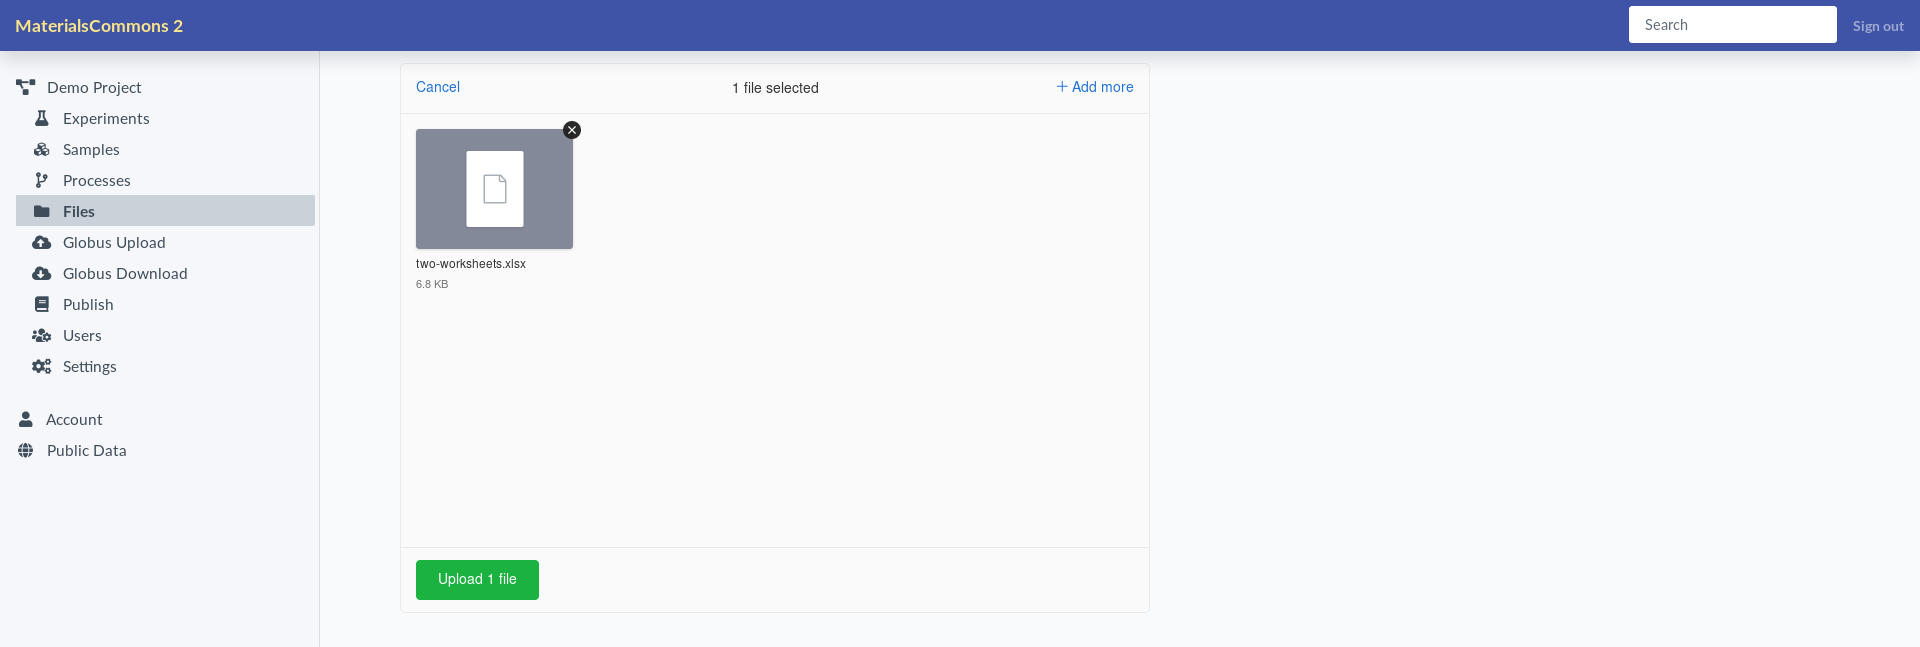 MaterialsCommons 2
Search
Sign out
Demo Project
Experiments
Samples
Processes
Files
Globus Upload
Globus Download
Publish
Users
Settings
Account
Public Data
Cancel
1 file selected
+ Add more
two-worksheets.xlsx
6.8 KB
Upload 1 file